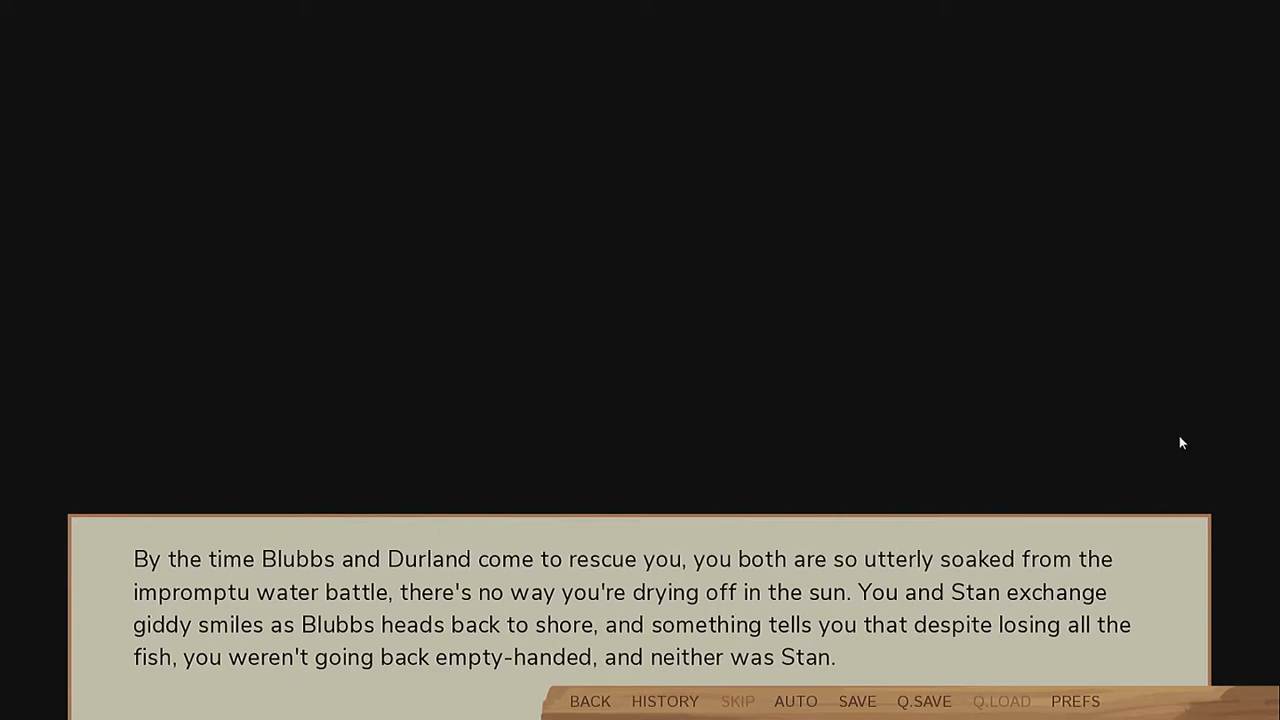 By the time Blubbs and Durland come to rescue you, you both are so utterly soaked from the
impromptu water battle, there's no way you're drying off in the sun. You and Stan exchange
giddy smiles as Blubbs heads back to shore, and something tells you that despite losing all the
fish, you weren't going back empty-handed, and neither was Stan.
BACK HISTORY SKIP AUTO SAVE Q.SAVE Q.LOAD PREFS